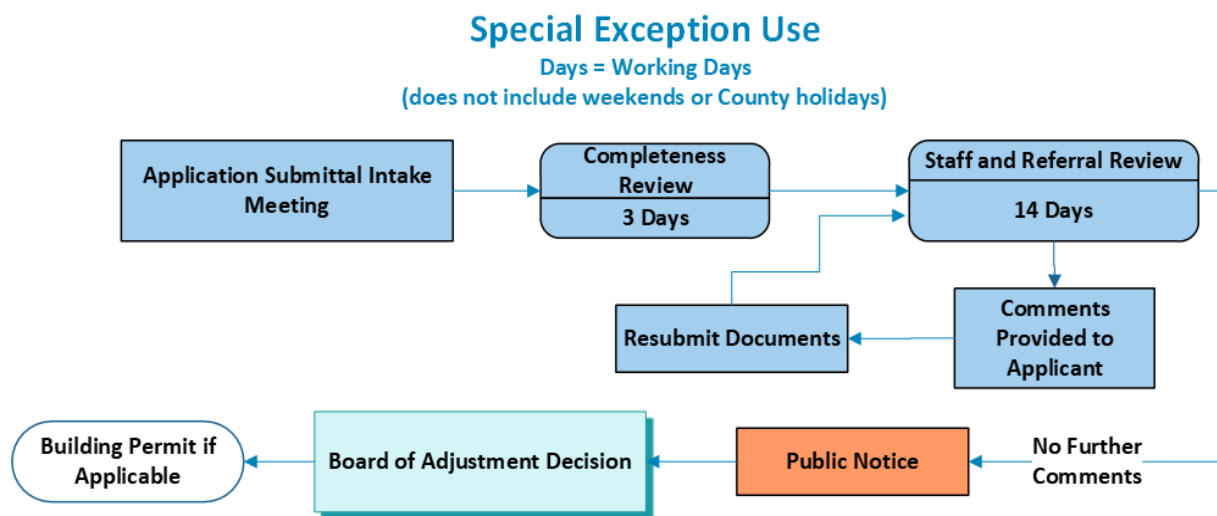 Special Exception Use
Days = Working Days
(does not include weekends or County holidays)
Application Submittal Intake
Meeting
Completeness
Review
3 Days
Staff and Referral Review
14 Days
Comments
Provided to
Applicant
Resubmit Documents
No Further
Comments
Public Notice
Board of Adjustment Decision
Building Permit if
Applicable